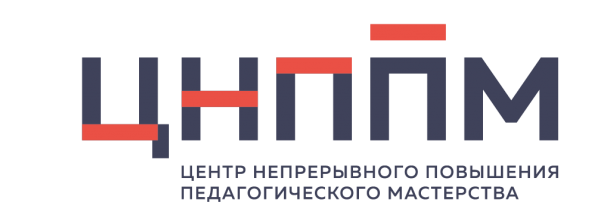 ЦНППМ
ЦЕНТР НЕПРЕРЫВНОГО ПОВЫШЕНИЯ
ПЕДАГОГИЧЕСКОГО МАСТЕРСТВА